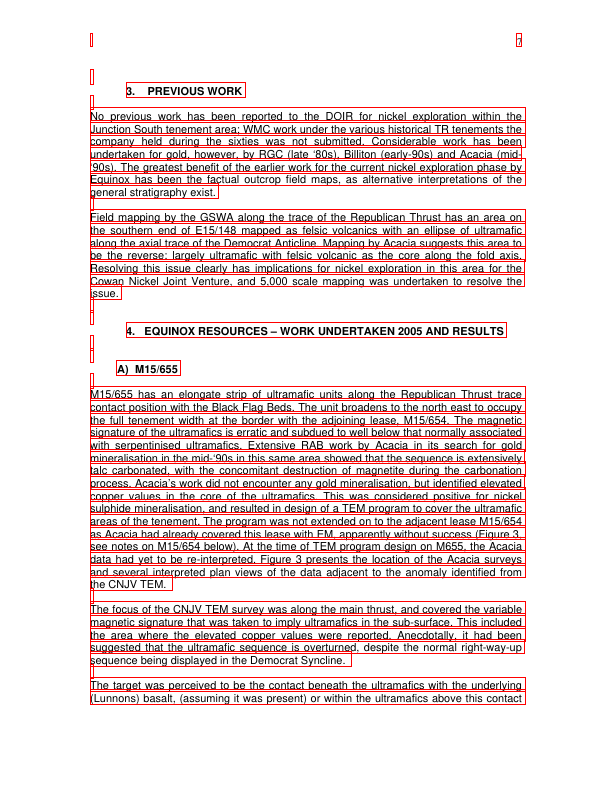 7
3. PREVIOUS WORK
No previous work has been reported to the DOIR for nickel exploration within the
Junction South tenement area; WMC work under the various historical TR tenements the
company held during the sixties was not submitted. Considerable work has been
undertaken for gold, however, by RGC (late ‘80s), Billiton (early-90s) and Acacia (mid-
‘90s). The greatest benefit of the earlier work for the current nickel exploration phase by
Equinox has been the factual outcrop field maps, as alternative interpretations of the
general stratigraphy exist.
Field mapping by the GSWA along the trace of the Republican Thrust has an area on
the southern end of E15/148 mapped as felsic volcanics with an ellipse of ultramafic
along the axial trace of the Democrat Anticline. Mapping by Acacia suggests this area to
be the reverse: largely ultramafic with felsic volcanic as the core along the fold axis.
Resolving this issue clearly has implications for nickel exploration in this area for the
Cowan Nickel Joint Venture, and 5,000 scale mapping was undertaken to resolve the
issue.
4. EQUINOX RESOURCES – WORK UNDERTAKEN 2005 AND RESULTS
A) M15/655
M15/655 has an elongate strip of ultramafic units along the Republican Thrust trace
contact position with the Black Flag Beds. The unit broadens to the north east to occupy
the full tenement width at the border with the adjoining lease, M15/654. The magnetic
signature of the ultramafics is erratic and subdued to well below that normally associated
with serpentinised ultramafics. Extensive RAB work by Acacia in its search for gold
mineralisation in the mid-‘90s in this same area showed that the sequence is extensively
talc carbonated, with the concomitant destruction of magnetite during the carbonation
process. Acacia’s work did not encounter any gold mineralisation, but identified elevated
copper values in the core of the ultramafics. This was considered positive for nickel
sulphide mineralisation, and resulted in design of a TEM program to cover the ultramafic
areas of the tenement. The program was not extended on to the adjacent lease M15/654
as Acacia had already covered this lease with EM, apparently without success (Figure 3,
see notes on M15/654 below). At the time of TEM program design on M655, the Acacia
data had yet to be re-interpreted. Figure 3 presents the location of the Acacia surveys
and several interpreted plan views of the data adjacent to the anomaly identified from
the CNJV TEM.
The focus of the CNJV TEM survey was along the main thrust, and covered the variable
magnetic signature that was taken to imply ultramafics in the sub-surface. This included
the area where the elevated copper values were reported. Anecdotally, it had been
suggested that the ultramafic sequence is overturned, despite the normal right-way-up
sequence being displayed in the Democrat Syncline.
The target was perceived to be the contact beneath the ultramafics with the underlying
(Lunnons) basalt, (assuming it was present) or within the ultramafics above this contact